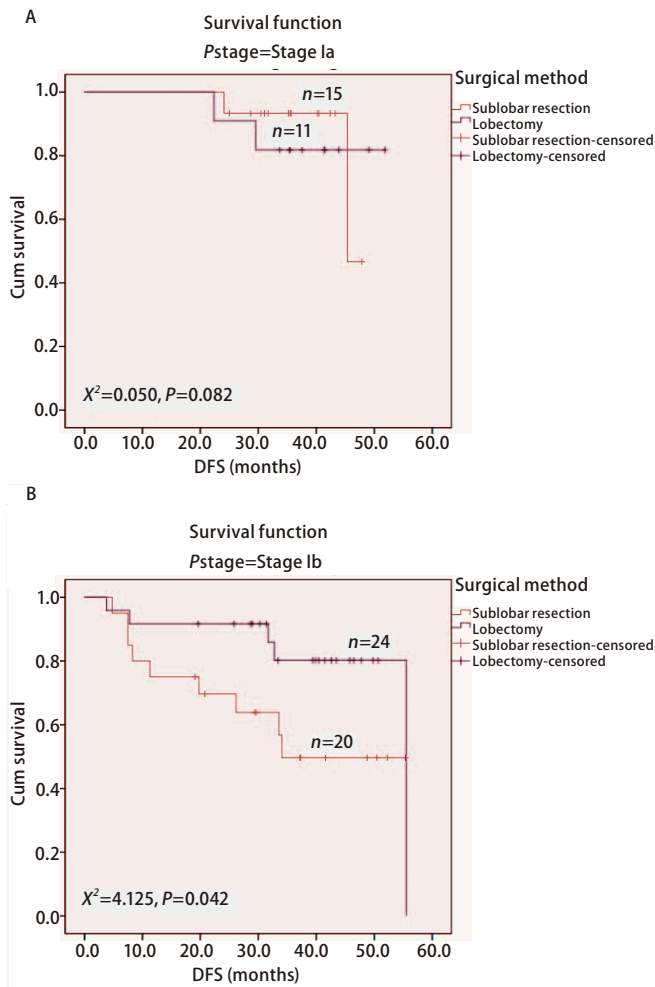 A
Survival function
Pstage=Stage Ia
Surgical method
Sublobar resection
Lobectomy
Sublobar resection-censored
Lobectomy-censored
n=15
n=11
1.0
0.8
0.6
0.4
0.2
0.0
Cum survival
X²=0.050, P=0.082
0.0 10.0 20.0 30.0 40.0 50.0 60.0
DFS (months)
B
Survival function
Pstage=Stage Ib
Surgical method
Sublobar resection
Lobectomy
Sublobar resection-censored
Lobectomy-censored
n=24
n=20
1.0
0.8
0.6
0.4
0.2
0.0
Cum survival
X²=4.125, P=0.042
0.0 10.0 20.0 30.0 40.0 50.0 60.0
DFS (months)